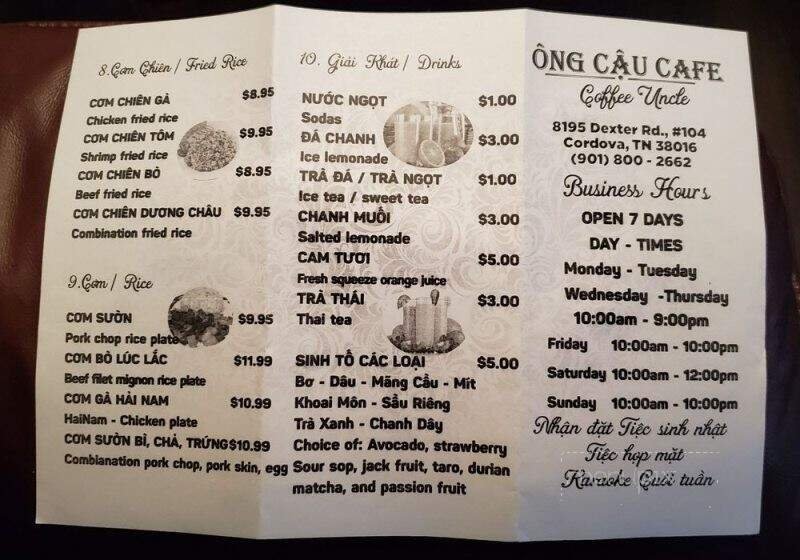 8.Cơm Chiên / Fried Rice
CƠM CHIÊN GÀ $8.95
Chicken fried rice
CƠM CHIÊN TÔM $9.95
Shrimp fried rice
CƠM CHIÊN BÒ $8.95
Beef fried rice
CƠM CHIÊN DƯƠNG CHÂU $9.95
Combination fried rice
9.Cơm / Rice
CƠM SƯỜN $9.95
Pork chop rice plate
CƠM BÒ LÚC LẮC $11.99
Beef filet mignon rice plate
CƠM GÀ HẢI NAM $10.99
HaiNam - Chicken plate
CƠM SƯỜN BÌ, CHẢ, TRỨNG $10.99
Combianation pork chop, pork skin, egg
10. Giải Khát / Drinks
NƯỚC NGỌT $1.00
Sodas
ĐÁ CHANH $3.00
Ice lemonade
TRÀ ĐÁ / TRÀ NGỌT $1.00
Ice tea / sweet tea
CHANH MUỐI $3.00
Salted lemonade
CAM TƯƠI $5.00
Fresh squeeze orange juice
TRÀ THÁI $3.00
Thai tea
SINH TỐ CÁC LOẠI $5.00
Bơ - Dâu - Mãng Cầu - Mít
Khoai Môn - Sầu Riêng
Trà Xanh - Chanh Dây
Choice of: Avocado, strawberry
Sour sop, jack fruit, taro, durian
matcha, and passion fruit
ÔNG CẬU CAFE
Coffee Uncle
8195 Dexter Rd., #104
Cordova, TN 38016
(901) 800 - 2662
Business Hours
OPEN 7 DAYS
DAY - TIMES
Monday - Tuesday
Wednesday -Thursday
10:00am - 9:00pm
Friday 10:00am - 10:00pm
Saturday 10:00am - 12:00pm
Sunday 10:00am - 10:00pm
Nhận đặt Tiệc sinh nhật
Tiệc họp mặt
Karaoke Cuối tuần